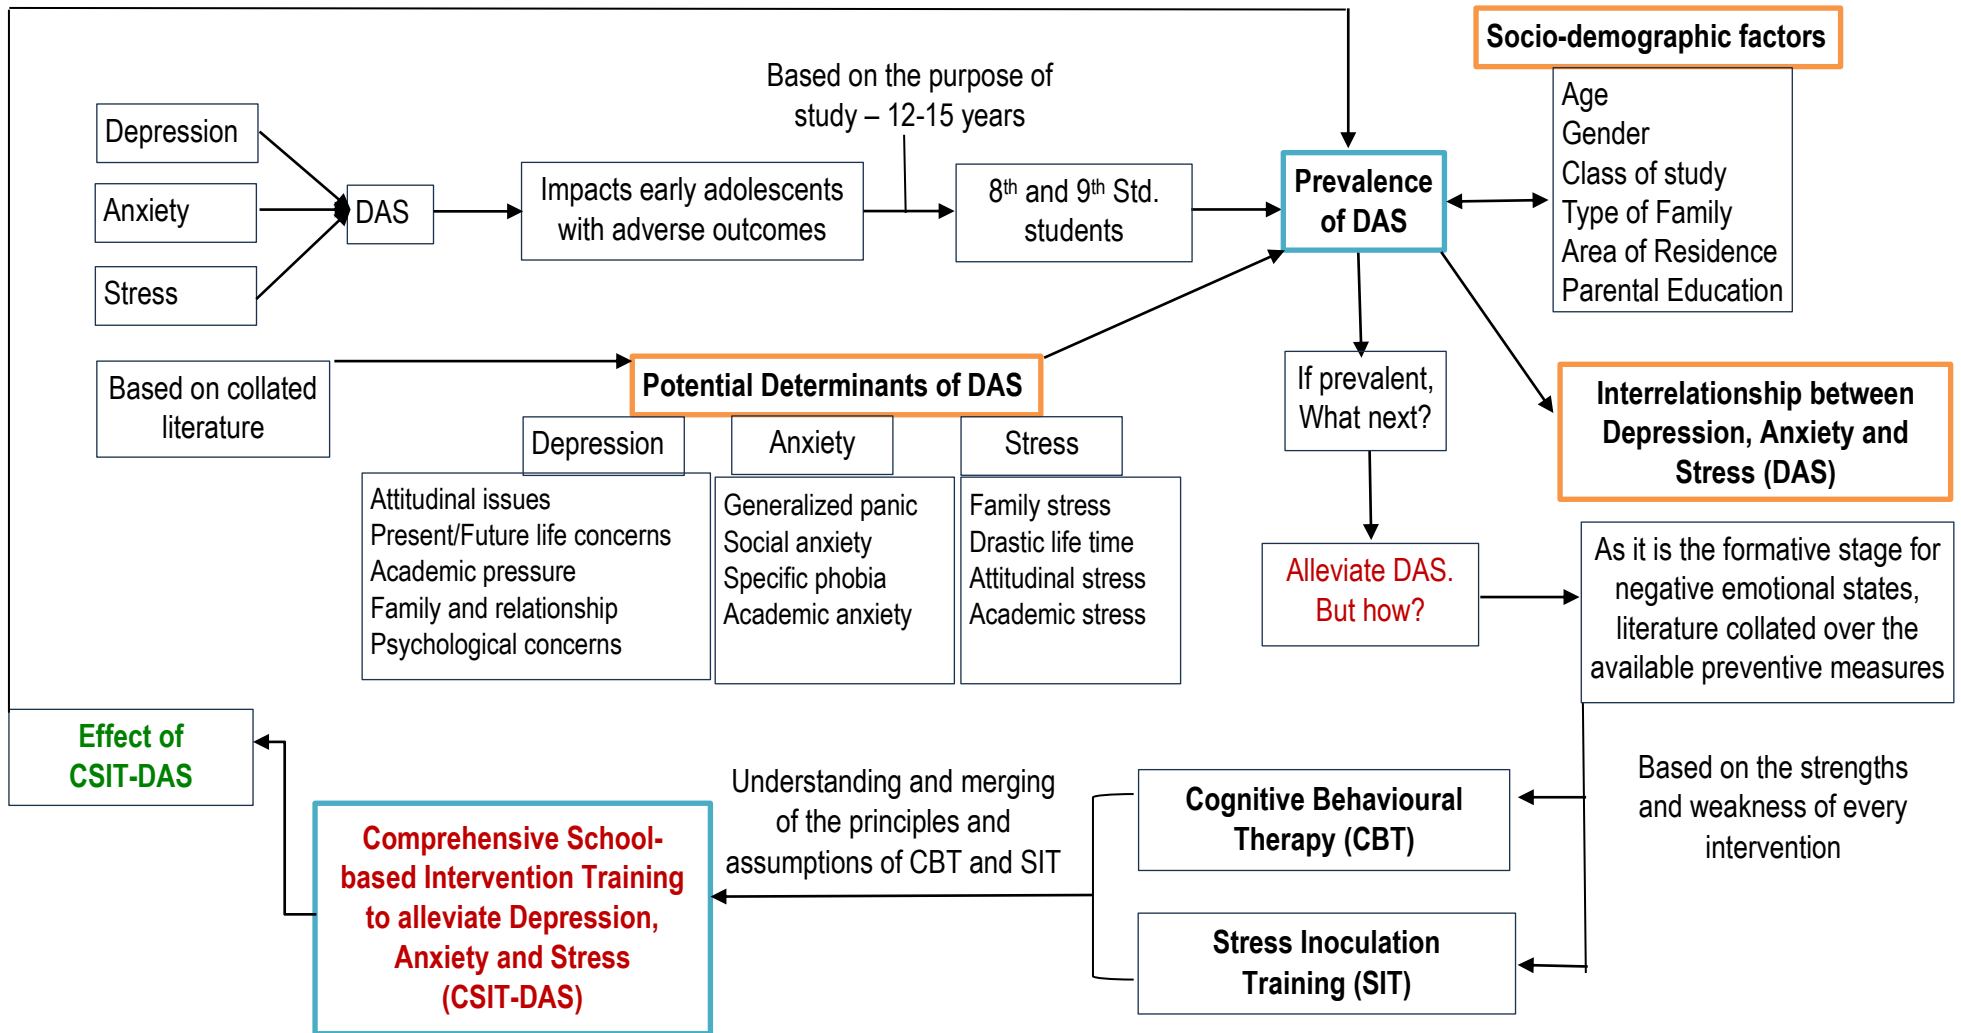 Socio-demographic factors
Age
Gender
Class of study
Type of Family
Area of Residence
Parental Education
Based on the purpose of
study – 12-15 years
Depression
Anxiety
Stress
DAS
Impacts early adolescents
with adverse outcomes
8th and 9th Std.
students
Prevalence
of DAS
Based on collated
literature
Potential Determinants of DAS
Depression
Attitudinal issues
Present/Future life concerns
Academic pressure
Family and relationship
Psychological concerns
Anxiety
Generalized panic
Social anxiety
Specific phobia
Academic anxiety
Stress
Family stress
Drastic life time
Attitudinal stress
Academic stress
If prevalent,
What next?
Interrelationship between
Depression, Anxiety and
Stress (DAS)
Alleviate DAS.
But how?
As it is the formative stage for
negative emotional states,
literature collated over the
available preventive measures
Based on the strengths
and weakness of every
intervention
Cognitive Behavioural
Therapy (CBT)
Stress Inoculation
Training (SIT)
Understanding and merging
of the principles and
assumptions of CBT and SIT
Comprehensive School-
based Intervention Training
to alleviate Depression,
Anxiety and Stress
(CSIT-DAS)
Effect of
CSIT-DAS